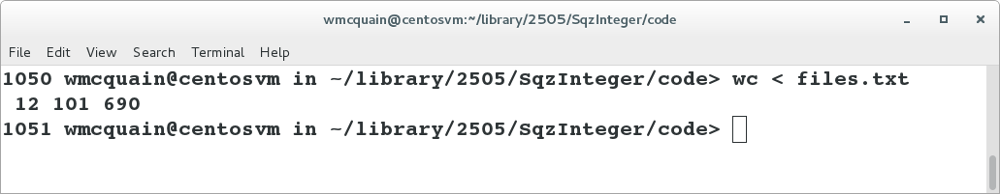 wmcquain@centosvm:~/library/2505/SqzInteger/code
File Edit View Search Terminal Help
1050 wmcquain@centosvm in ~/library/2505/SqzInteger/code> wc < files.txt
 12 101 690
1051 wmcquain@centosvm in ~/library/2505/SqzInteger/code>